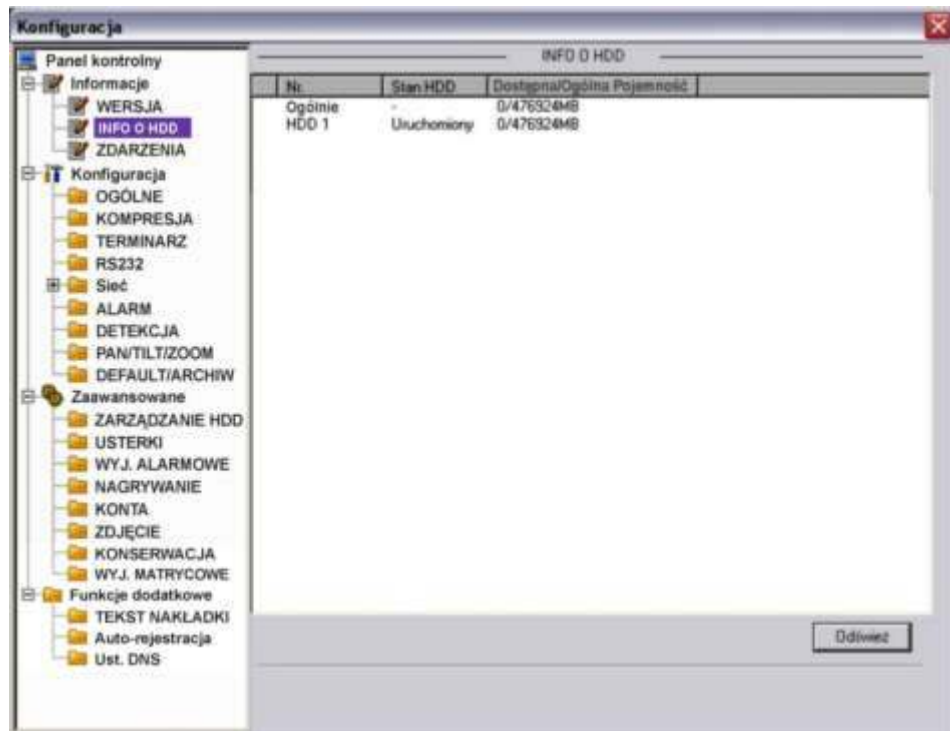 Konfiguracja
Panel kontrolny
Informacje
WERSJA
INFO O HDD
ZDARZENIA
Konfiguracja
OGÓLNE
KOMPRESJA
TERMINARZ
RS232
Sieć
ALARM
DETEKCJA
PAN/TILT/ZOOM
DEFAULT/ARCHIW
Zaawansowane
ZARZĄDZANIE HDD
USTERKI
WYJ. ALARMOWE
NAGRYWANIE
KONTA
ZDJĘCIE
KONSERWACJA
WYJ. MATRYCOWE
Funkcje dodatkowe
TEKST NAKŁADKI
Auto-rejestracja
Ust. DNS
INFO O HDD
Nr. Stan HDD Dostępna/Ogólna Pojemność
Ogólnie - 0/476924MB
HDD 1 Uruchomiony 0/476924MB
Odśwież